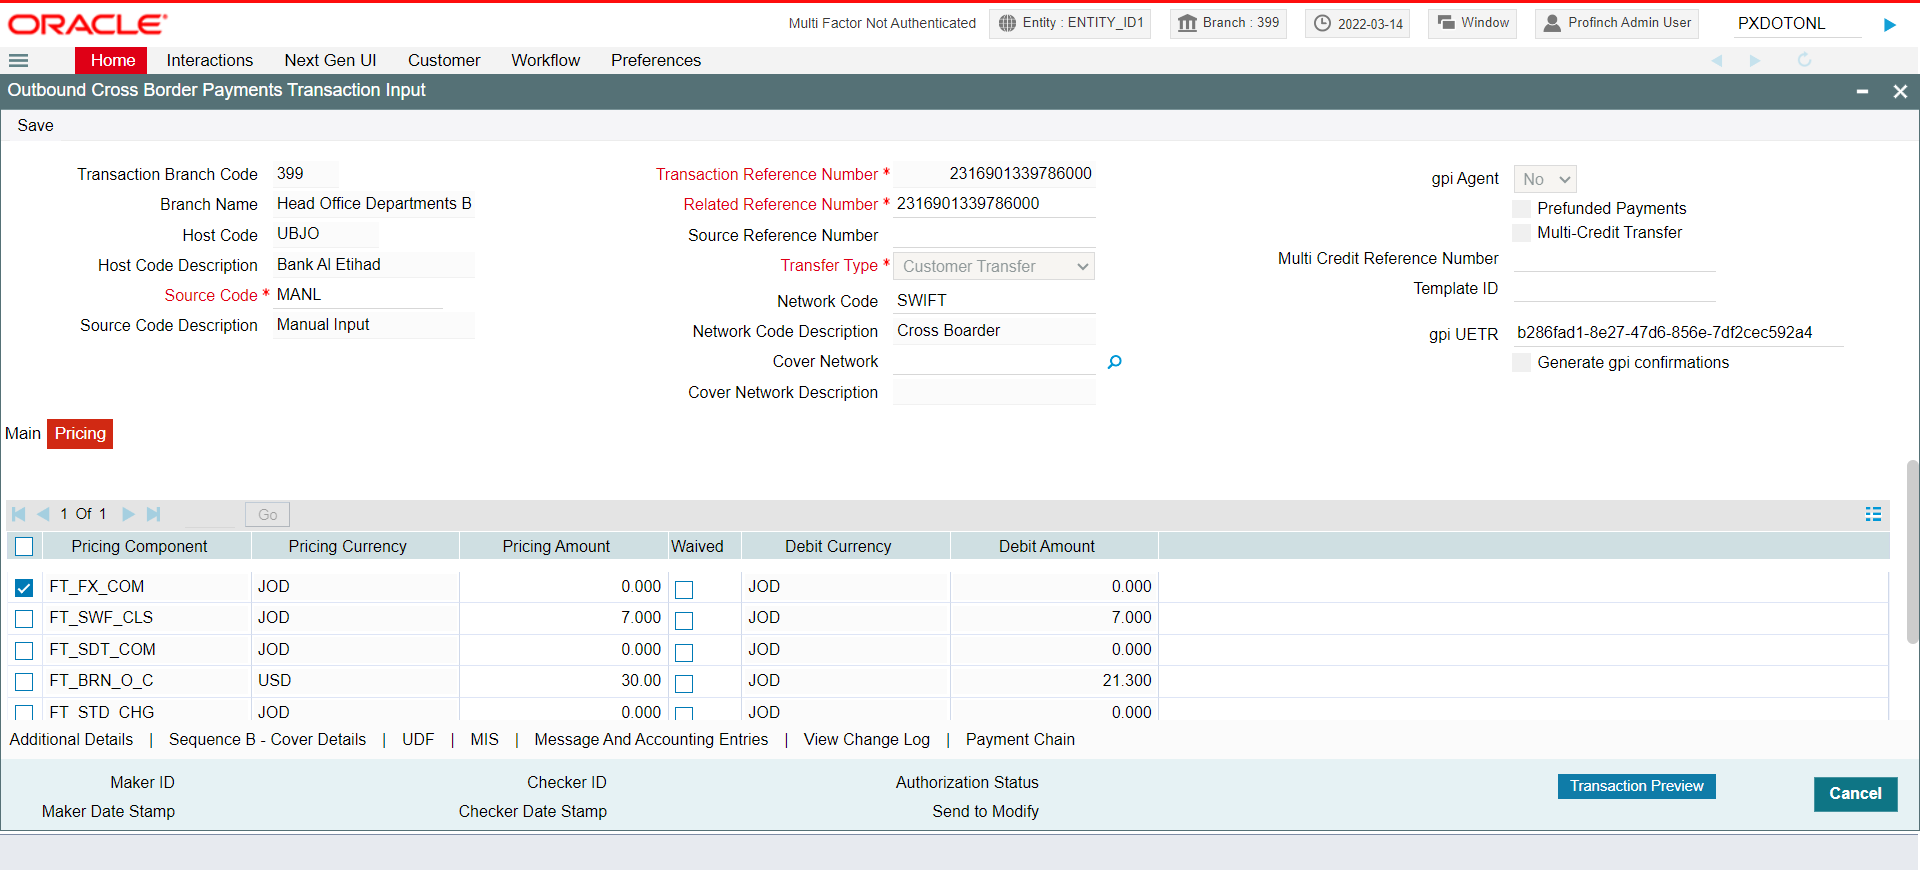 ORACLE
Multi Factor Not Authenticated
Entity : ENTITY_ID1
Branch : 399
2022-03-14
Window
Profinch Admin User
PXDOTONL
Home Interactions Next Gen UI Customer Workflow Preferences
Outbound Cross Border Payments Transaction Input
Save
Transaction Branch Code 399
Branch Name Head Office Departments B
Host Code UBJO
Host Code Description Bank Al Etihad
Source Code * MANL
Source Code Description Manual Input
Transaction Reference Number * 2316901339786000
Related Reference Number * 2316901339786000
Source Reference Number
Transfer Type * Customer Transfer
Network Code SWIFT
Network Code Description Cross Boarder
Cover Network
Cover Network Description
gpi Agent No
Prefunded Payments
Multi-Credit Transfer
Multi Credit Reference Number
Template ID
gpi UETR b286fad1-8e27-47d6-856e-7df2cec592a4
Generate gpi confirmations
Main Pricing
1 Of 1 Go
Pricing Component Pricing Currency Pricing Amount Waived Debit Currency Debit Amount
FT_FX_COM JOD 0.000 JOD 0.000
FT_SWF_CLS JOD 7.000 JOD 7.000
FT_SDT_COM JOD 0.000 JOD 0.000
FT_BRN_O_C USD 30.00 JOD 21.300
FT_STD_CHG JOD 0.000 JOD 0.000
Additional Details | Sequence B - Cover Details | UDF | MIS | Message And Accounting Entries | View Change Log | Payment Chain
Maker ID Checker ID Authorization Status
Maker Date Stamp Checker Date Stamp Send to Modify
Transaction Preview
Cancel